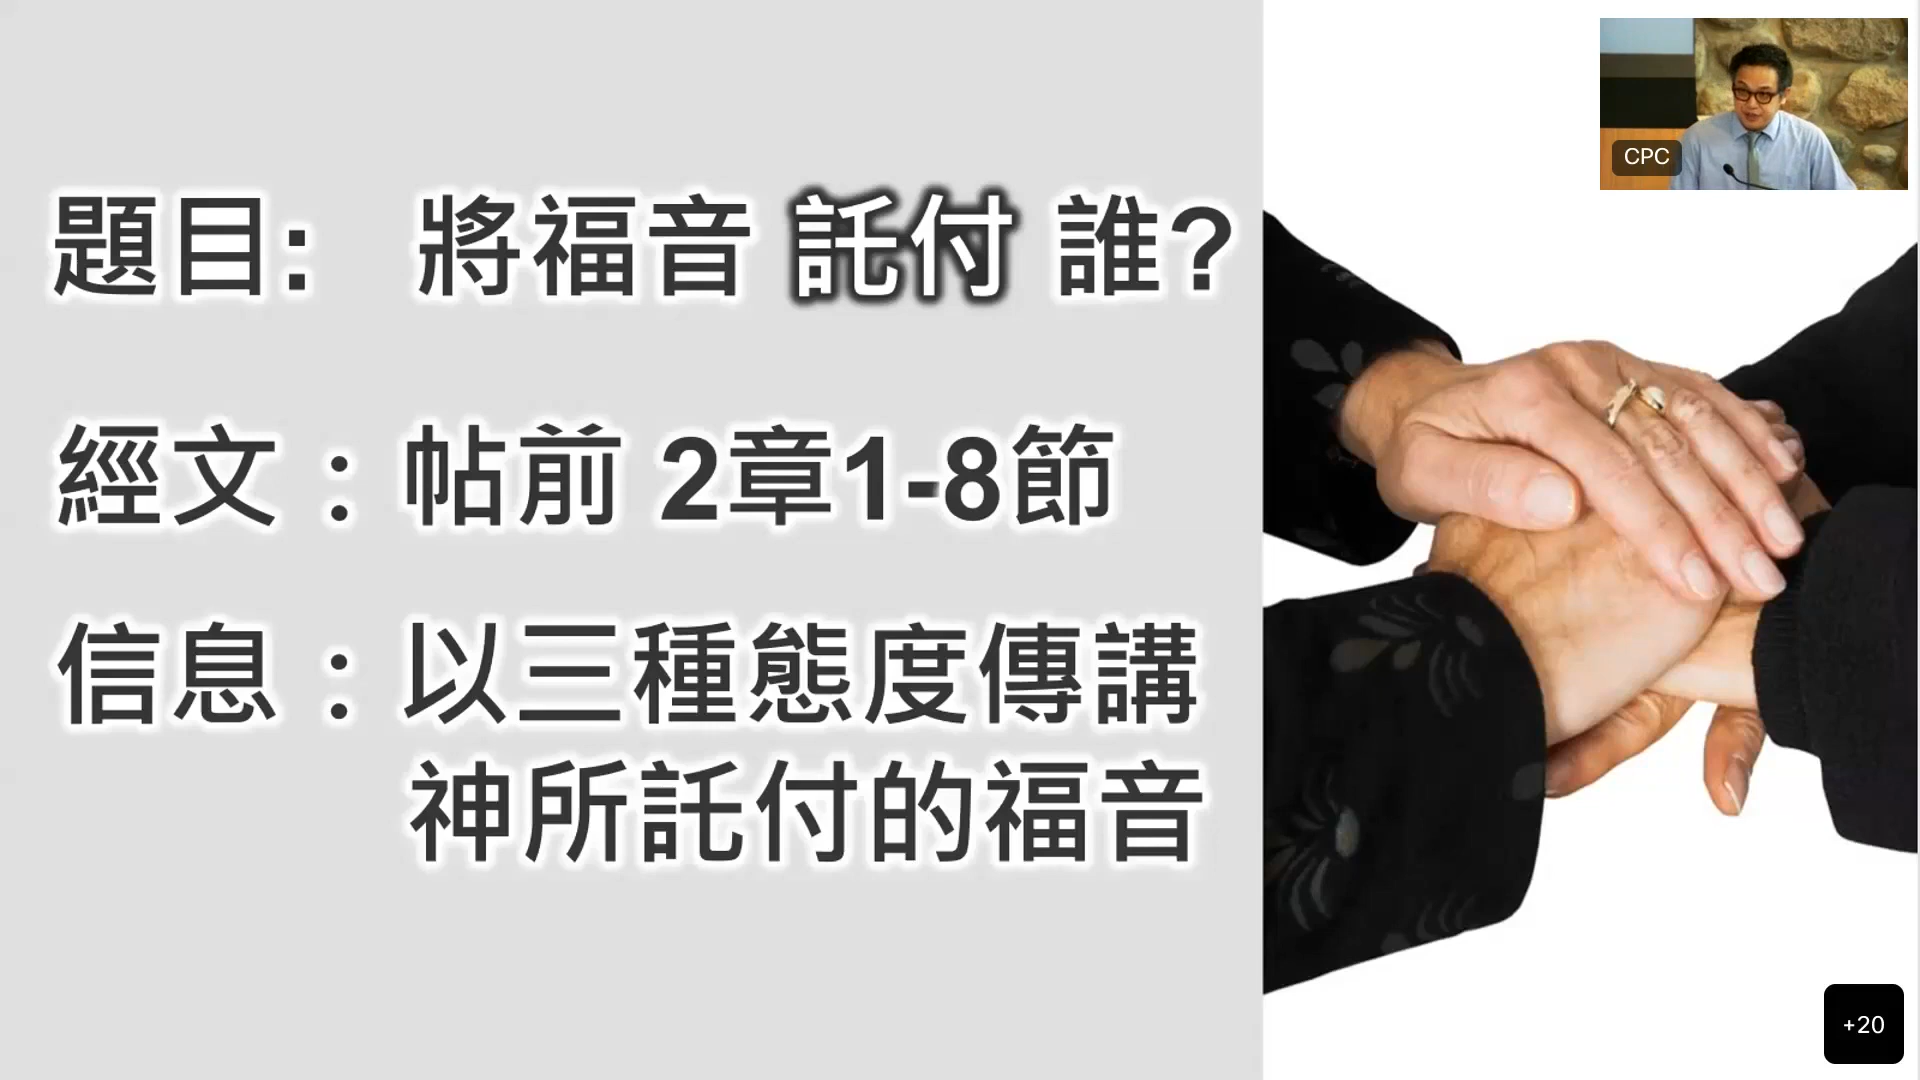 題目: 將福音 託付 誰?
經文：帖前 2章1-8節
信息：以三種態度傳講
神所託付的福音
CPC
+20